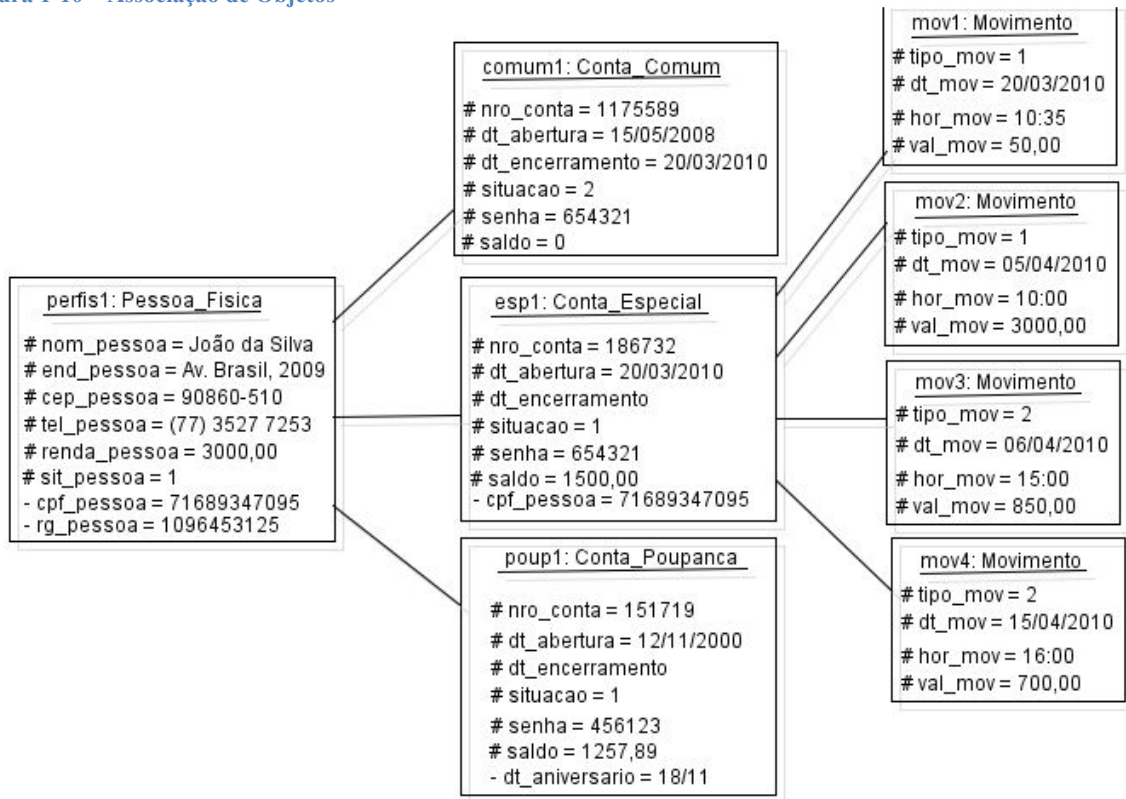 1-10 – Associação de Objetos
perfis1: Pessoa_Fisica
# nom_pessoa = João da Silva
# end_pessoa = Av. Brasil, 2009
# cep_pessoa = 90860-510
# tel_pessoa = (77) 3527 7253
# renda_pessoa = 3000,00
# sit_pessoa = 1
- cpf_pessoa = 71689347095
- rg_pessoa = 1096453125
comum1: Conta_Comum
# nro_conta = 1175589
# dt_abertura = 15/05/2008
# dt_encerramento = 20/03/2010
# situacao = 2
# senha = 654321
# saldo = 0
esp1: Conta_Especial
# nro_conta = 186732
# dt_abertura = 20/03/2010
# dt_encerramento
# situacao = 1
# senha = 654321
# saldo = 1500,00
- cpf_pessoa = 71689347095
poup1: Conta_Poupanca
# nro_conta = 151719
# dt_abertura = 12/11/2000
# dt_encerramento
# situacao = 1
# senha = 456123
# saldo = 1257,89
- dt_aniversario = 18/11
mov1: Movimento
# tipo_mov = 1
# dt_mov = 20/03/2010
# hor_mov = 10:35
# val_mov = 50,00
mov2: Movimento
# tipo_mov = 1
# dt_mov = 05/04/2010
# hor_mov = 10:00
# val_mov = 3000,00
mov3: Movimento
# tipo_mov = 2
# dt_mov = 06/04/2010
# hor_mov = 15:00
# val_mov = 850,00
mov4: Movimento
# tipo_mov = 2
# dt_mov = 15/04/2010
# hor_mov = 16:00
# val_mov = 700,00